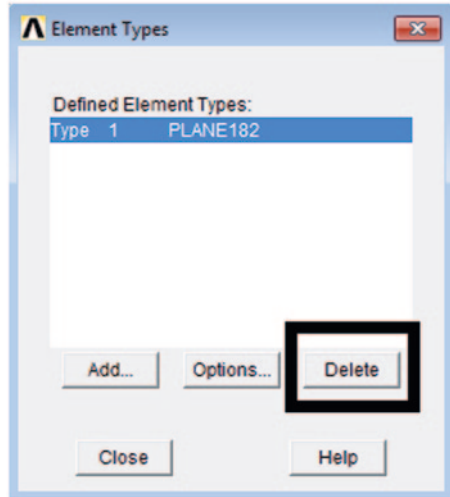 Element Types
Defined Element Types:
Type 1 PLANE182
Add... Options... Delete
Close Help